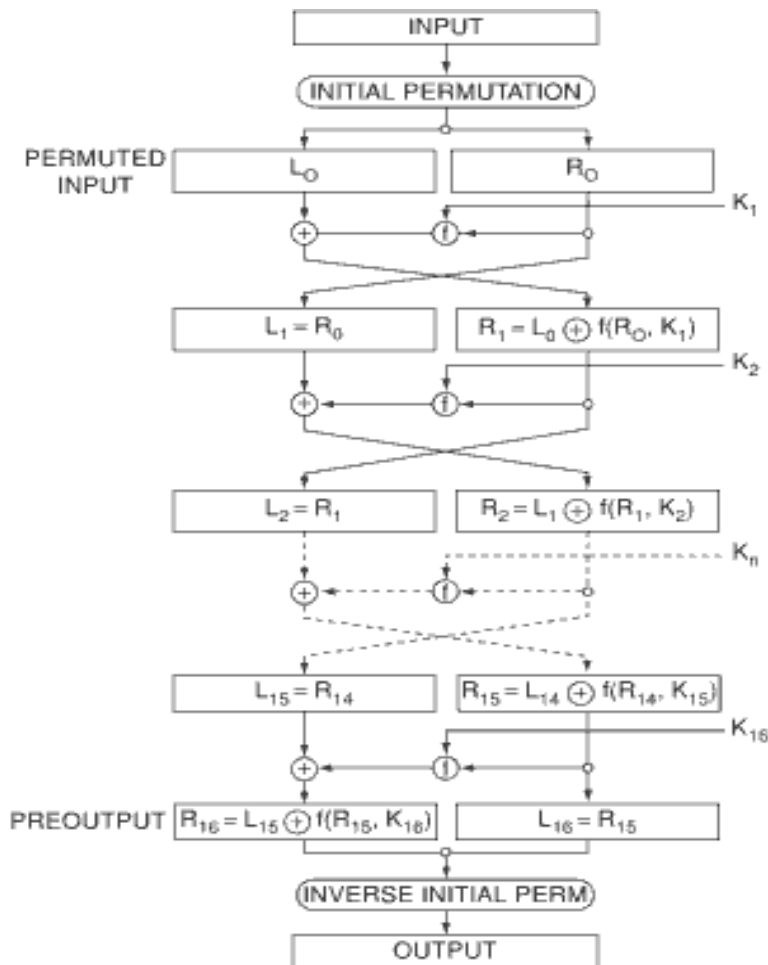 INPUT
INITIAL PERMUTATION
PERMUTED
INPUT
L₀
R₀
K₁
⊕
f
L₁ = R₀
R₁ = L₀ ⊕ f(R₀, K₁)
K₂
⊕
f
L₂ = R₁
R₂ = L₁ ⊕ f(R₁, K₂)
Kₙ
⊕
f
L₁₅ = R₁₄
R₁₅ = L₁₄ ⊕ f(R₁₄, K₁₅)
K₁₆
⊕
f
PREOUTPUT
R₁₆ = L₁₅ ⊕ f(R₁₅, K₁₆)
L₁₆ = R₁₅
INVERSE INITIAL PERM
OUTPUT